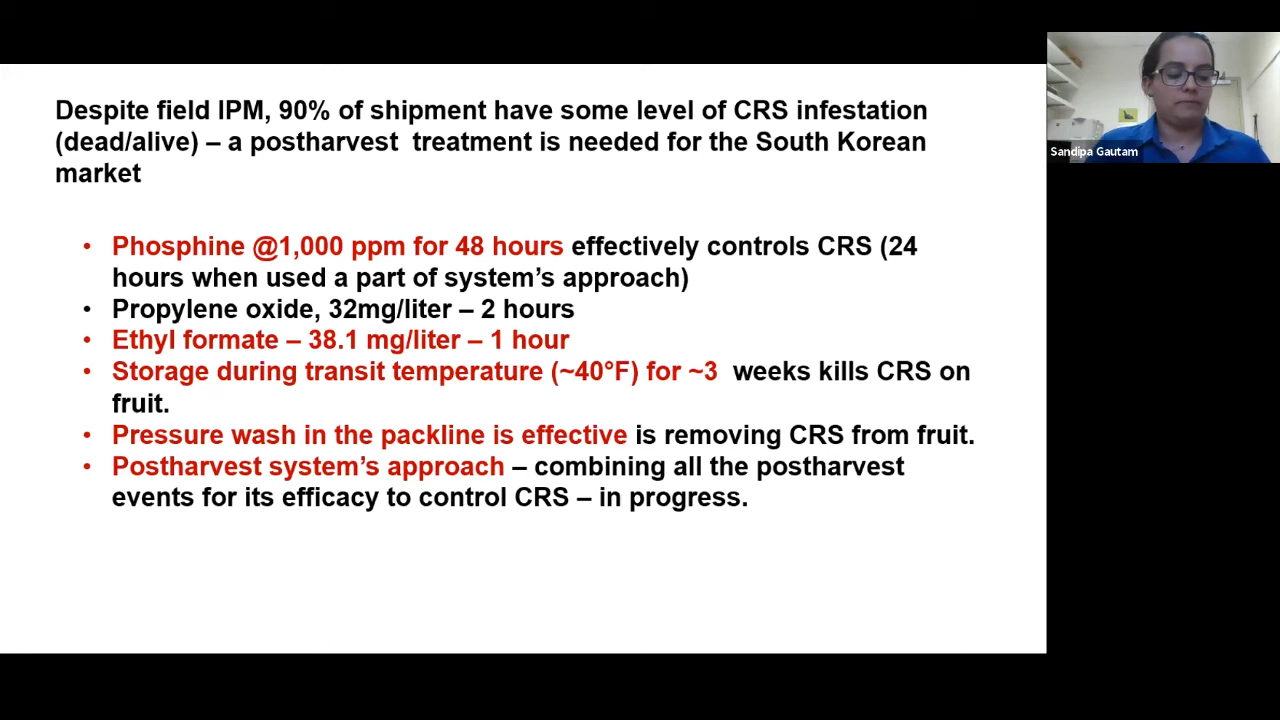 Despite field IPM, 90% of shipment have some level of CRS infestation
(dead/alive) – a postharvest  treatment is needed for the South Korean
market
• Phosphine @1,000 ppm for 48 hours effectively controls CRS (24
hours when used a part of system’s approach)
• Propylene oxide, 32mg/liter – 2 hours
• Ethyl formate – 38.1 mg/liter – 1 hour
• Storage during transit temperature (~40°F) for ~3  weeks kills CRS on
fruit.
• Pressure wash in the packline is effective is removing CRS from fruit.
• Postharvest system’s approach – combining all the postharvest
events for its efficacy to control CRS – in progress.
Sandipa Gautam